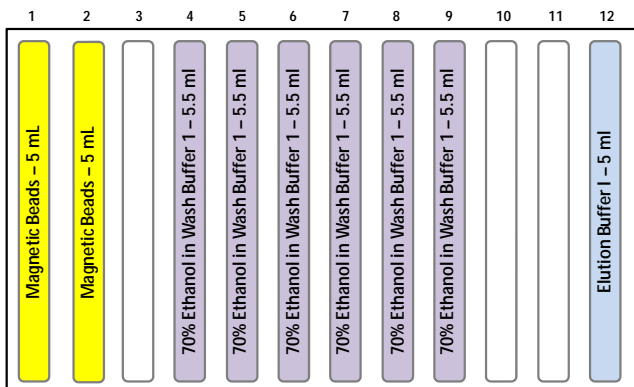 1 2 3 4 5 6 7 8 9 10 11 12
Magnetic Beads – 5 mL
Magnetic Beads – 5 mL
70% Ethanol in Wash Buffer 1 – 5.5 ml
70% Ethanol in Wash Buffer 1 – 5.5 ml
70% Ethanol in Wash Buffer 1 – 5.5 ml
70% Ethanol in Wash Buffer 1 – 5.5 ml
70% Ethanol in Wash Buffer 1 – 5.5 ml
70% Ethanol in Wash Buffer 1 – 5.5 ml
Elution Buffer I – 5 ml